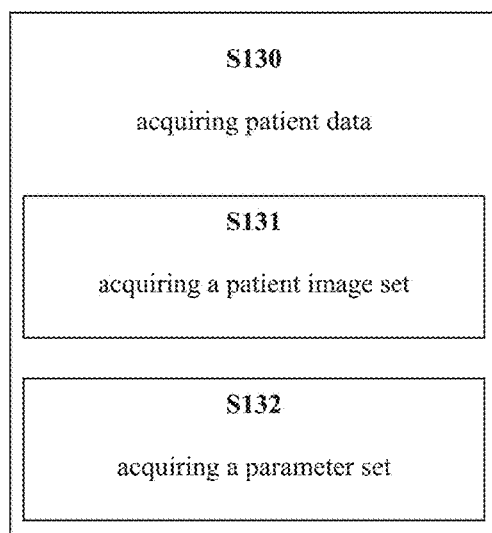 S130
acquiring patient data
S131
acquiring a patient image set
S132
acquiring a parameter set